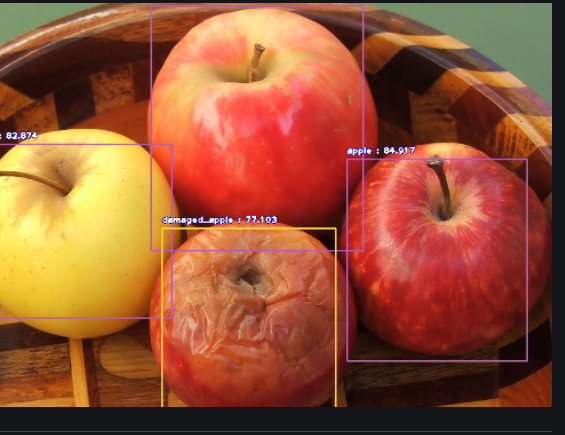 : 82.874
apple : 84.917
damaged_apple : 77.103